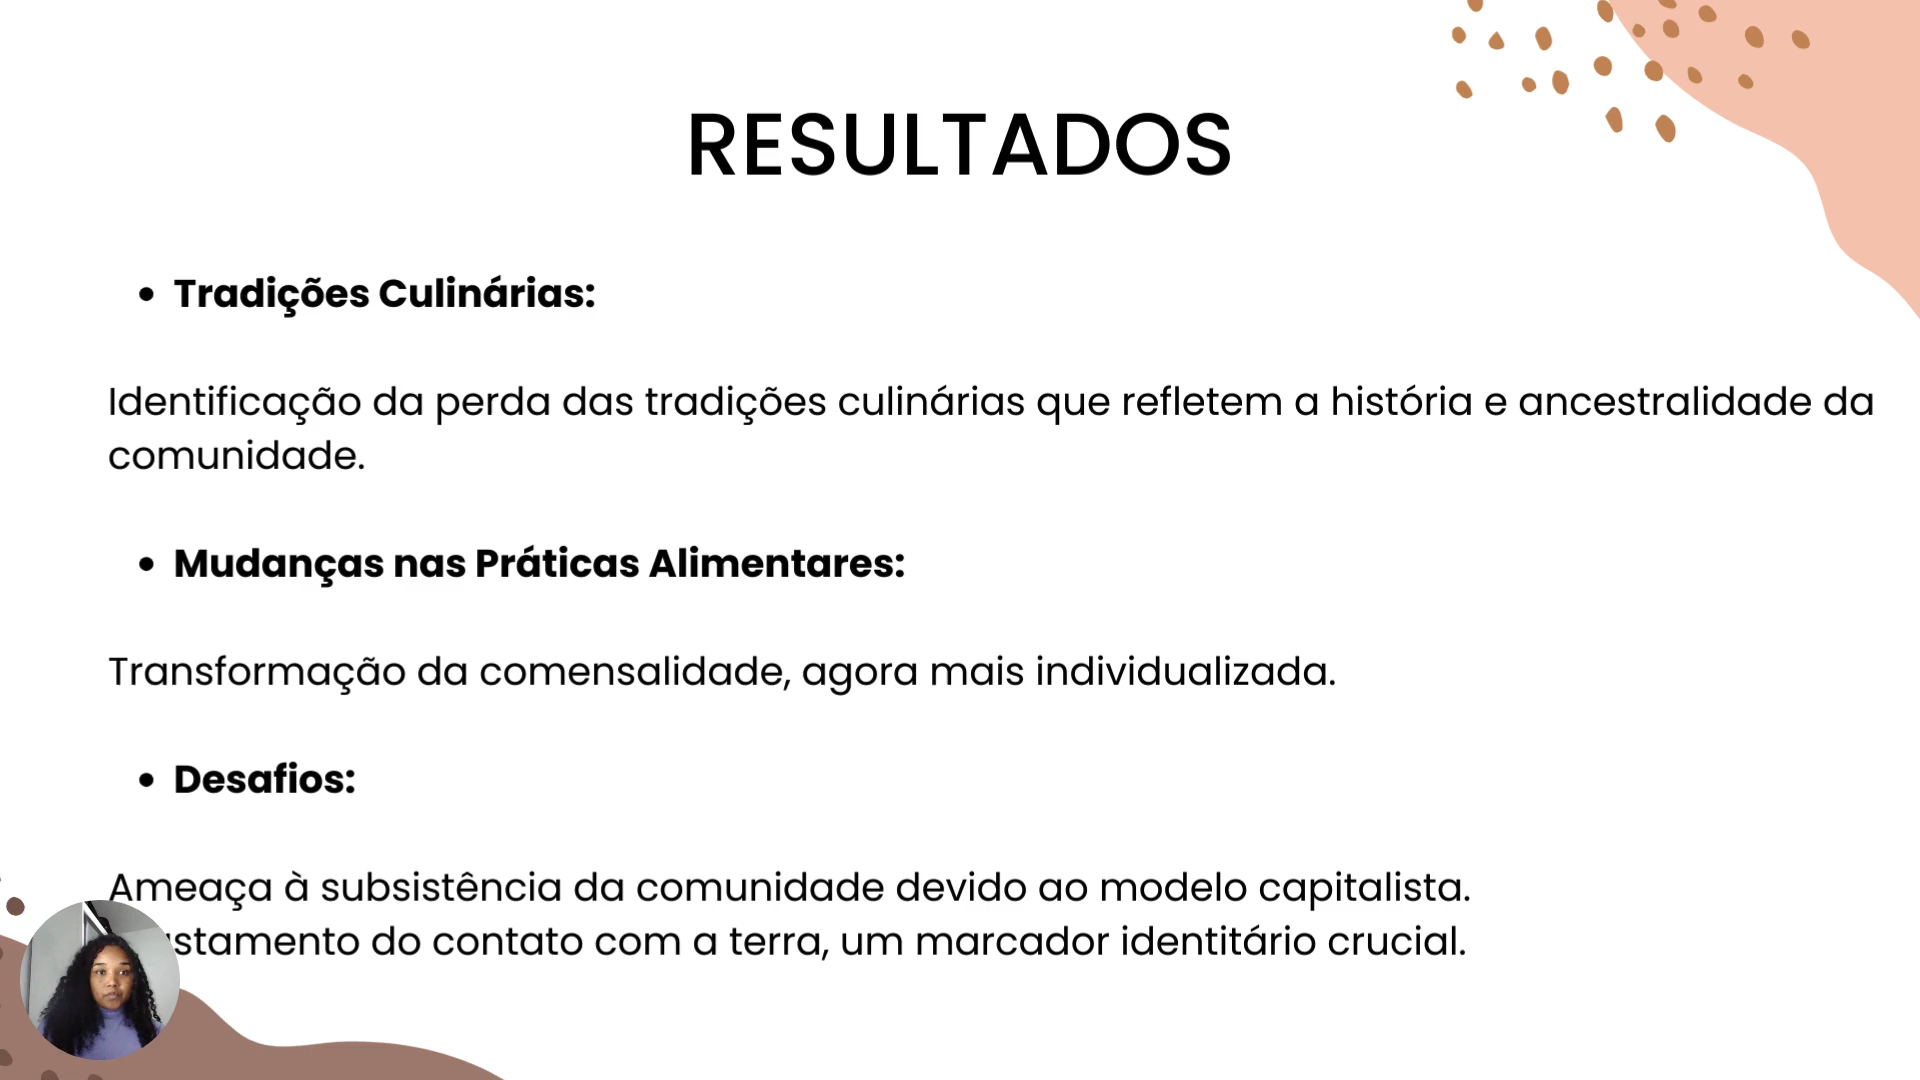 RESULTADOS
• Tradições Culinárias:
Identificação da perda das tradições culinárias que refletem a história e ancestralidade da
comunidade.
• Mudanças nas Práticas Alimentares:
Transformação da comensalidade, agora mais individualizada.
• Desafios:
Ameaça à subsistência da comunidade devido ao modelo capitalista.
do contato com a terra, um marcador identitário crucial.